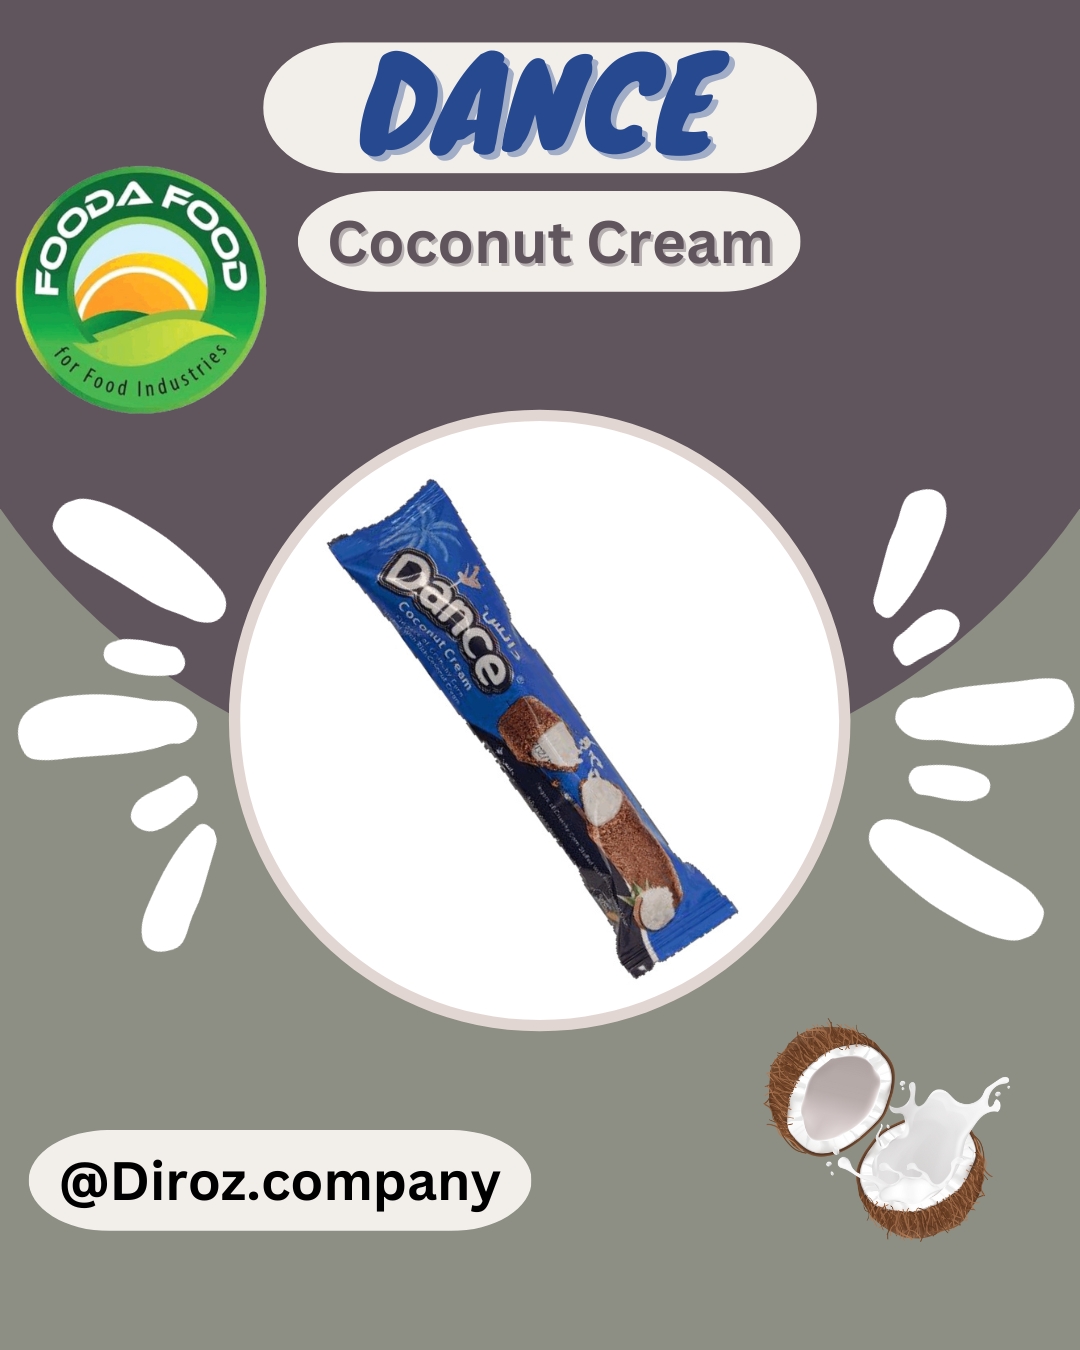 DANCE
Coconut Cream
FOODA FOOD
for Food Industries
Dance
دانس
®
Coconut Cream
@Diroz.company